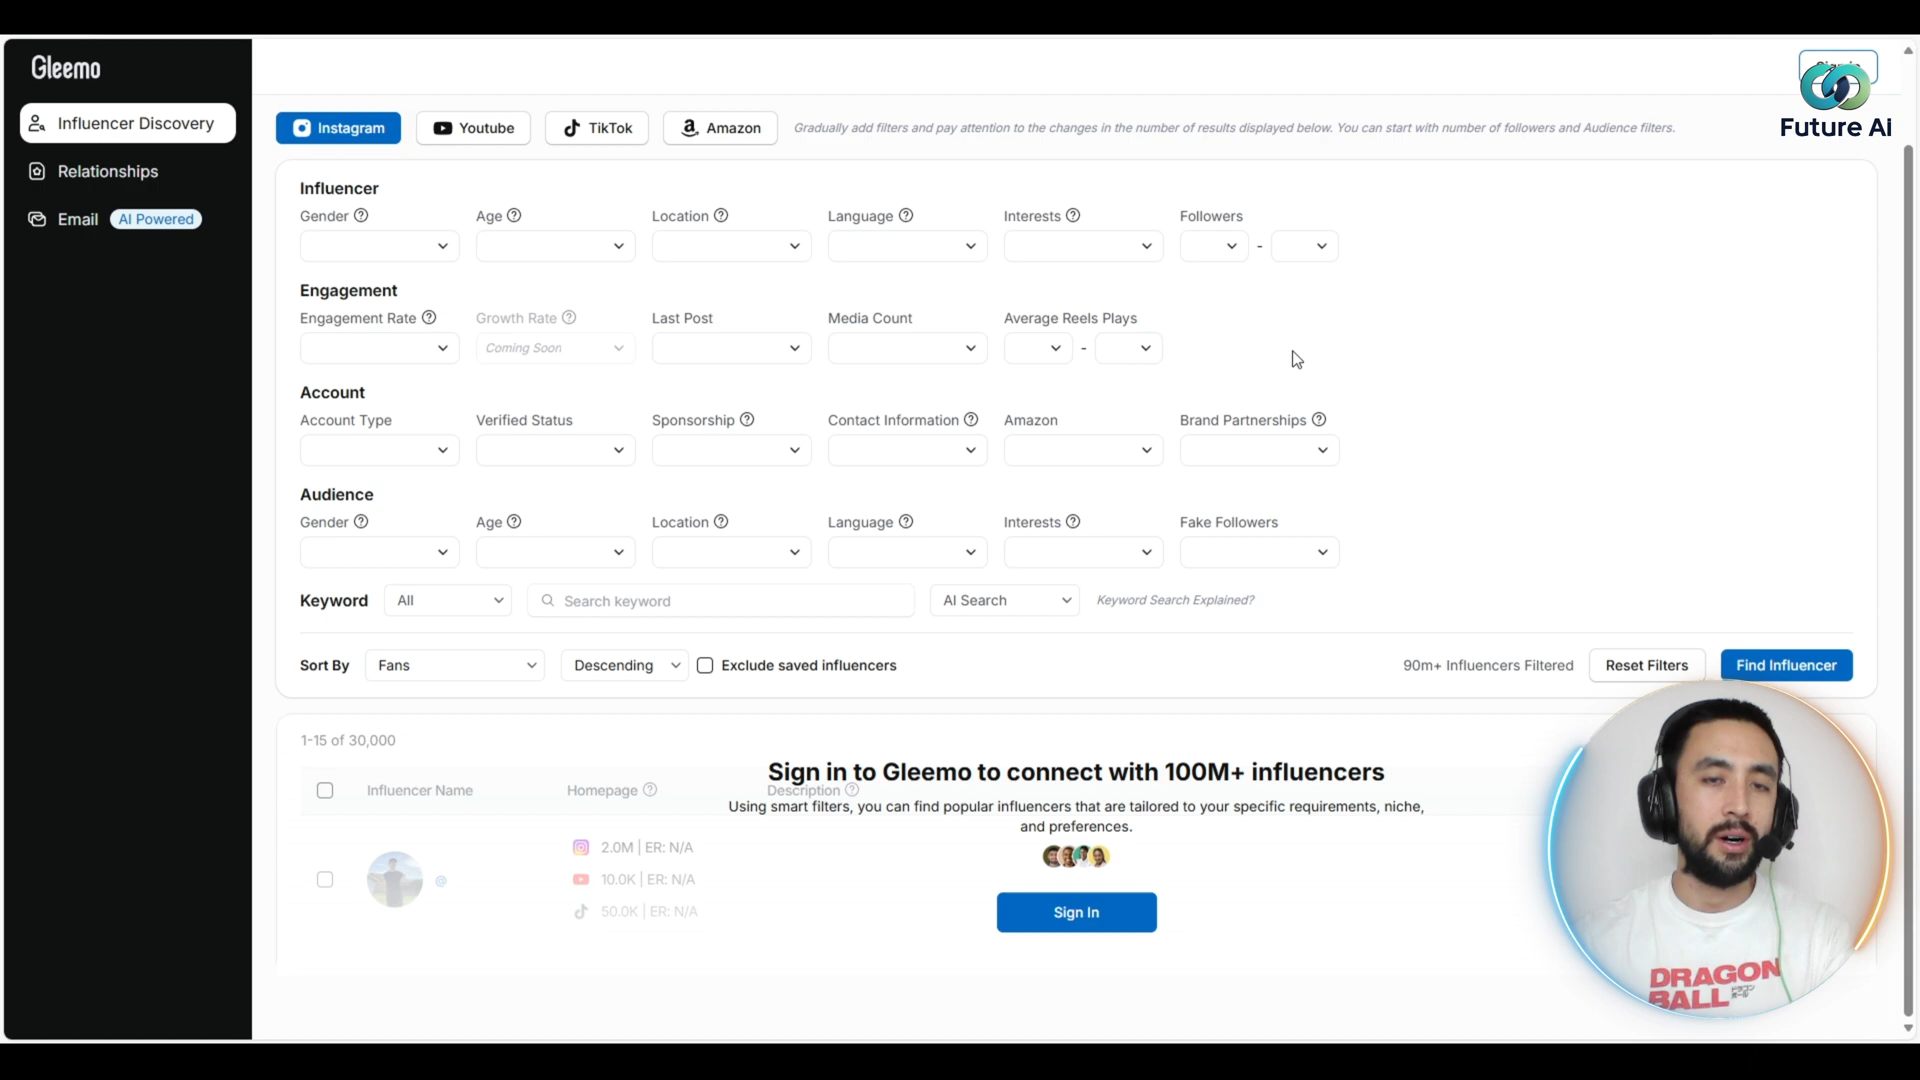 Gleemo
Influencer Discovery
Relationships
Email AI Powered
Future Ai
Instagram Youtube TikTok Amazon Gradually add filters and pay attention to the changes in the number of results displayed below. You can start with number of followers and Audience filters.
Influencer
Gender Age Location Language Interests Followers
-
Engagement
Engagement Rate Growth Rate Last Post Media Count Average Reels Plays
Coming Soon -
Account
Account Type Verified Status Sponsorship Contact Information Amazon Brand Partnerships
Audience
Gender Age Location Language Interests Fake Followers
Keyword All Search keyword AI Search Keyword Search Explained?
Sort By Fans Descending Exclude saved influencers 90m+ Influencers Filtered Reset Filters Find Influencer
1-15 of 30,000
Sign in to Gleemo to connect with 100M+ influencers
Influencer Name Homepage Description
Using smart filters, you can find popular influencers that are tailored to your specific requirements, niche,
and preferences.
2.0M | ER: N/A
@ 10.0K | ER: N/A
50.0K | ER: N/A
Sign In
DRAGON
BALL